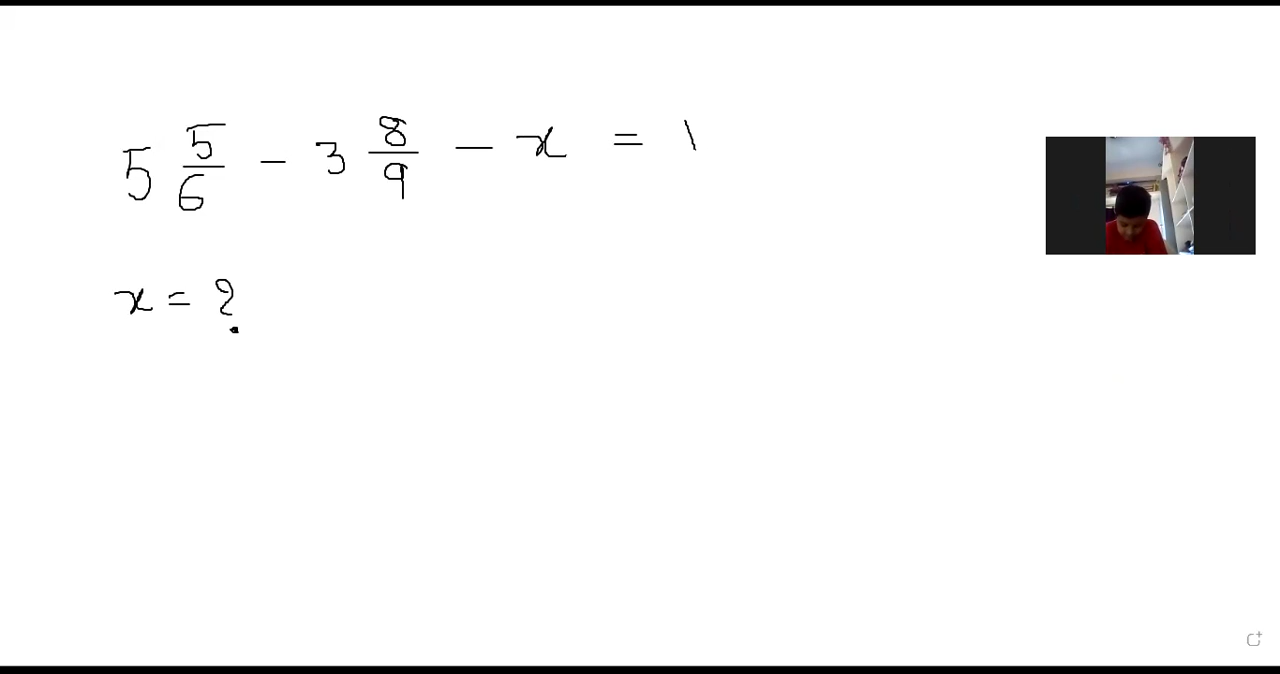 5 5/6 - 3 8/9 - x = 1
x = ?